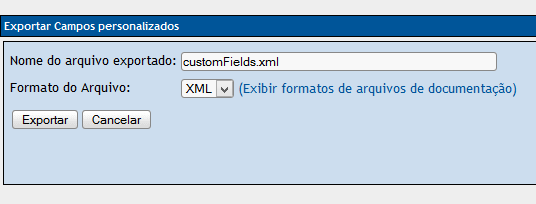 Exportar Campos personalizados
Nome do arquivo exportado: customFields.xml
Formato do Arquivo: XML (Exibir formatos de arquivos de documentação)
Exportar Cancelar